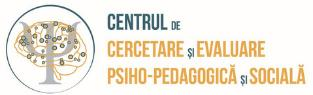 CENTRUL DE
CERCETARE ȘI EVALUARE
PSIHO-PEDAGOGICĂ ȘI SOCIALĂ